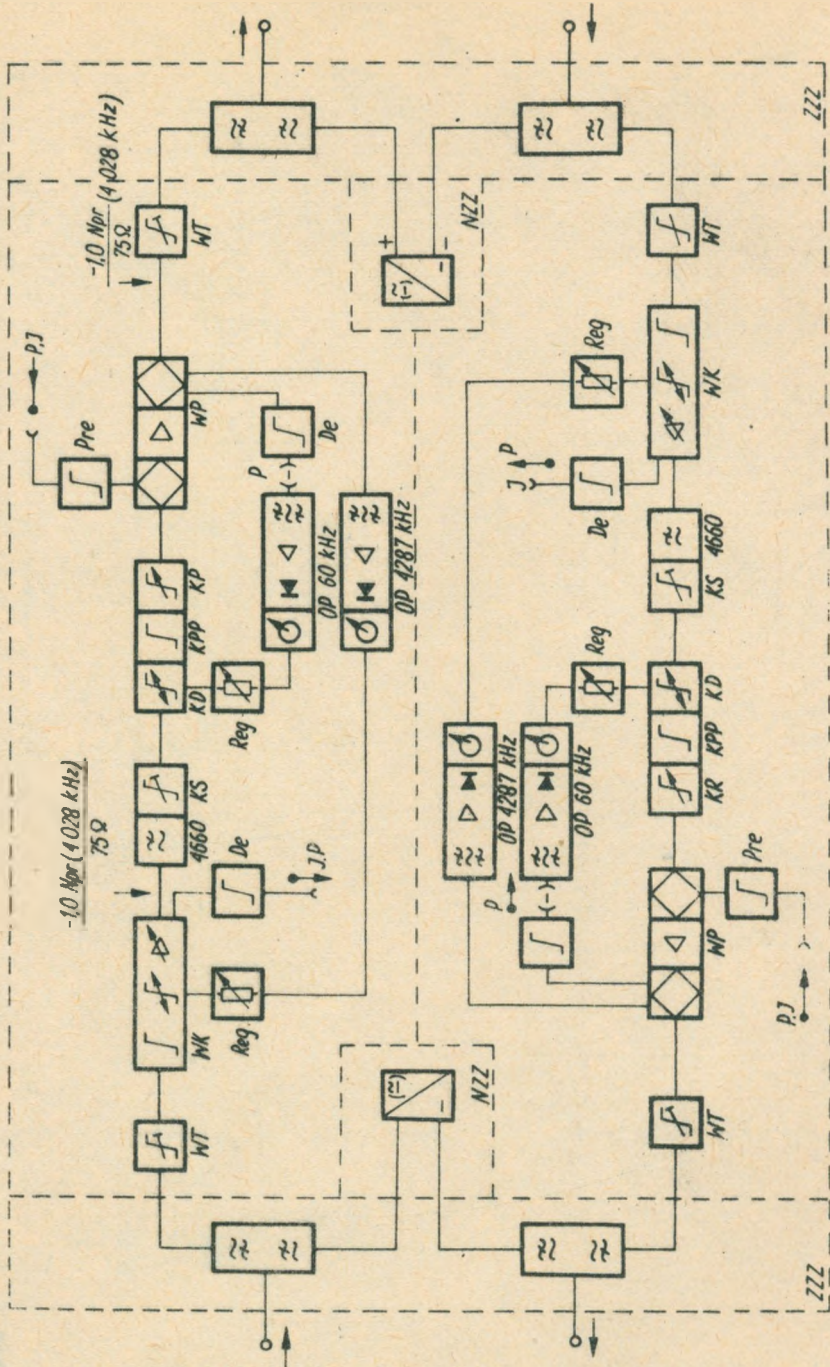 P,J
-1,0 Npr (4 028 kHz)
75 Ω
-1,0 Npr (4 028 kHz)
75 Ω
Pre
WT
WK
4660
KS
KD
KPP
KP
WP
WT
Reg
De
J.P
Reg
P
De
OP 60 kHz
OP 4287 kHz
(~)
–
NZZ
+
~
(–)
–
NZZ
OP 4287 kHz
P
OP 60 kHz
Reg
De
J
P
Reg
WT
WP
KR
KPP
KD
KS
4660
WK
WT
P,J
Pre
ZZZ
ZZZ